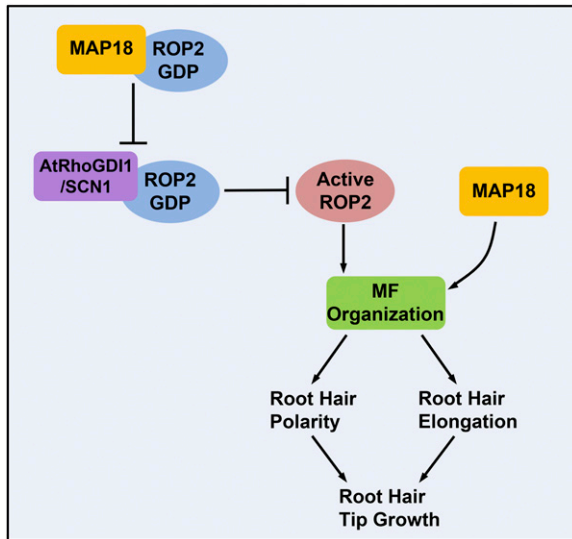 MAP18
ROP2
GDP
AtRhoGDI1
/SCN1
ROP2
GDP
Active
ROP2
MAP18
MF
Organization
Root Hair
Polarity
Root Hair
Elongation
Root Hair
Tip Growth